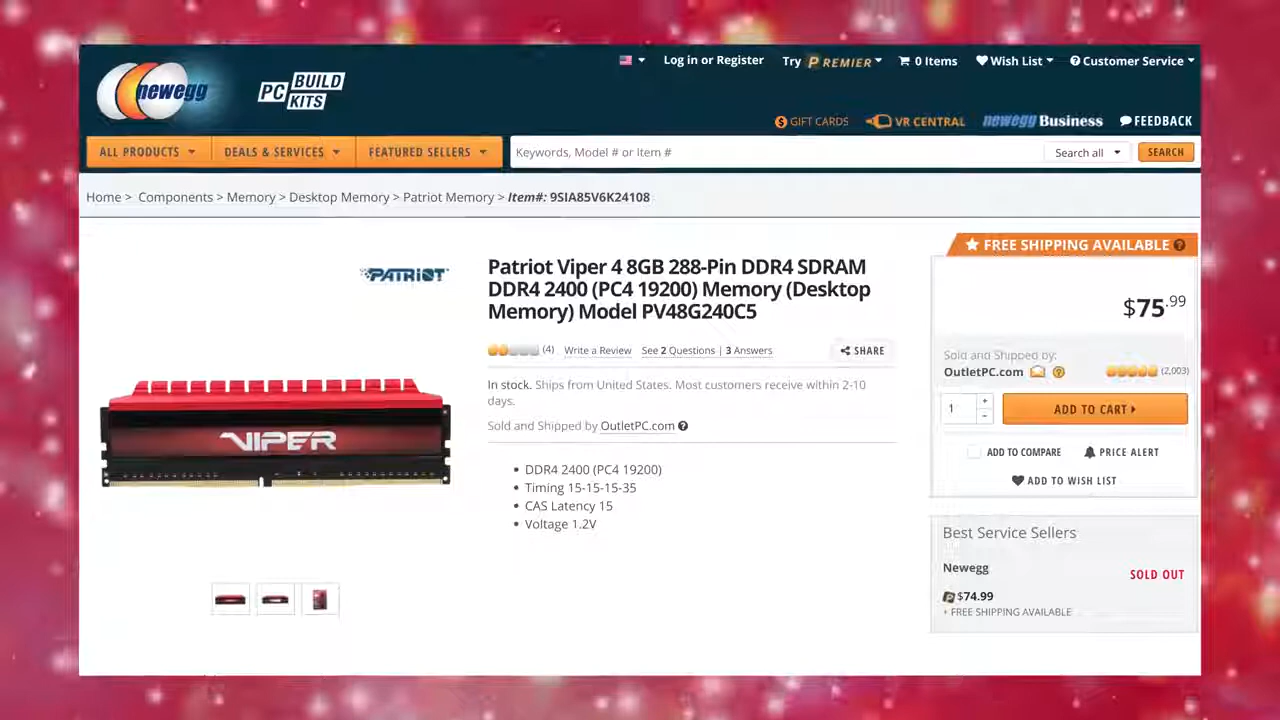 Log in or Register
Try PREMIER
0 Items
Wish List
Customer Service
newegg
PC BUILD KITS
GIFT CARDS
VR CENTRAL
newegg Business
FEEDBACK
ALL PRODUCTS
DEALS & SERVICES
FEATURED SELLERS
Keywords, Model # or Item #
Search all
SEARCH
Home > Components > Memory > Desktop Memory > Patriot Memory > Item#: 9SIA85V6K24108
FREE SHIPPING AVAILABLE ?
PATRIOT
Patriot Viper 4 8GB 288-Pin DDR4 SDRAM
DDR4 2400 (PC4 19200) Memory (Desktop
Memory) Model PV48G240C5
(4) Write a Review See 2 Questions | 3 Answers
SHARE
In stock. Ships from United States. Most customers receive within 2-10
days.
Sold and Shipped by OutletPC.com ?
• DDR4 2400 (PC4 19200)
• Timing 15-15-15-35
• CAS Latency 15
• Voltage 1.2V
VIPER
$75.99
Sold and Shipped by:
OutletPC.com ? (2,003)
1 + -
ADD TO CART
ADD TO COMPARE
PRICE ALERT
ADD TO WISH LIST
Best Service Sellers
Newegg
SOLD OUT
$74.99
+ FREE SHIPPING AVAILABLE